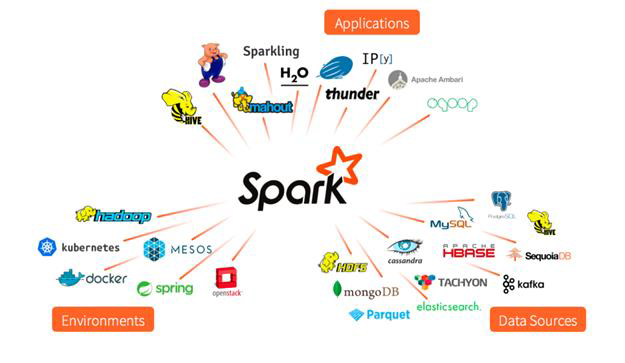 Applications
Sparkling
H2O
IP[y]
Apache Ambari
HIVE
mahout
thunder
sqoop
Spark
hadoop
PostgreSQL
MySQL
HIVE
kubernetes
MESOS
cassandra
APACHE
HBASE
SequoiaDB
HDFS
docker
spring
openstack
mongoDB
TACHYON
kafka
Parquet
elasticsearch.
Environments
Data Sources